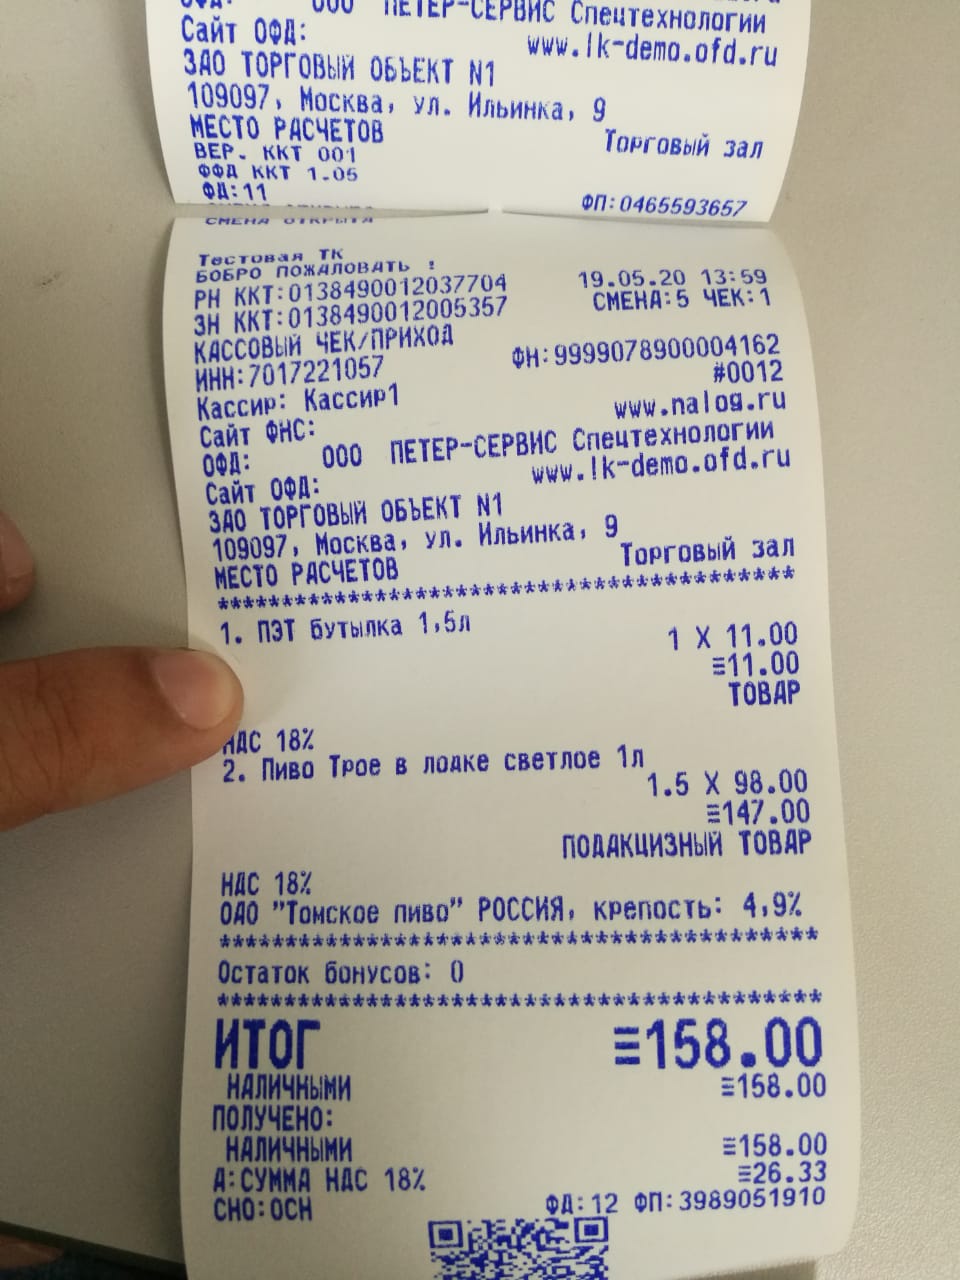 ОФД: ООО ПЕТЕР-СЕРВИС Спецтехнологии
Сайт ОФД: www.lk-demo.ofd.ru
ЗАО ТОРГОВЫЙ ОБЪЕКТ N1
109097, Москва, ул. Ильинка, 9
МЕСТО РАСЧЕТОВ Торговый зал
ВЕР. ККТ 001
ФФД ККТ 1.05
ФД:11 ФП:0465593657
СМЕНА ОТКРЫТА
Тестовая ТК
БОБРО ПОЖАЛОВАТЬ !
РН ККТ:0138490012037704 19.05.20 13:59
ЗН ККТ:0138490012005357 СМЕНА:5 ЧЕК:1
КАССОВЫЙ ЧЕК/ПРИХОД
ИНН:7017221057 ФН:9999078900004162
Кассир: Кассир1 #0012
Сайт ФНС: www.nalog.ru
ОФД: ООО ПЕТЕР-СЕРВИС Спецтехнологии
Сайт ОФД: www.lk-demo.ofd.ru
ЗАО ТОРГОВЫЙ ОБЪЕКТ N1
109097, Москва, ул. Ильинка, 9
МЕСТО РАСЧЕТОВ Торговый зал
**********************************************
1. ПЭТ бутылка 1,5л
1 X 11.00
≡11.00
ТОВАР
НДС 18%
2. Пиво Трое в лодке светлое 1л
1.5 X 98.00
≡147.00
ПОДАКЦИЗНЫЙ ТОВАР
НДС 18%
ОАО "Томское пиво" РОССИЯ, крепость: 4,9%
**********************************************
Остаток бонусов: 0
**********************************************
ИТОГ ≡158.00
НАЛИЧНЫМИ ≡158.00
ПОЛУЧЕНО:
НАЛИЧНЫМИ ≡158.00
А:СУММА НДС 18% ≡26.33
СНО:ОСН ФД:12 ФП:3989051910